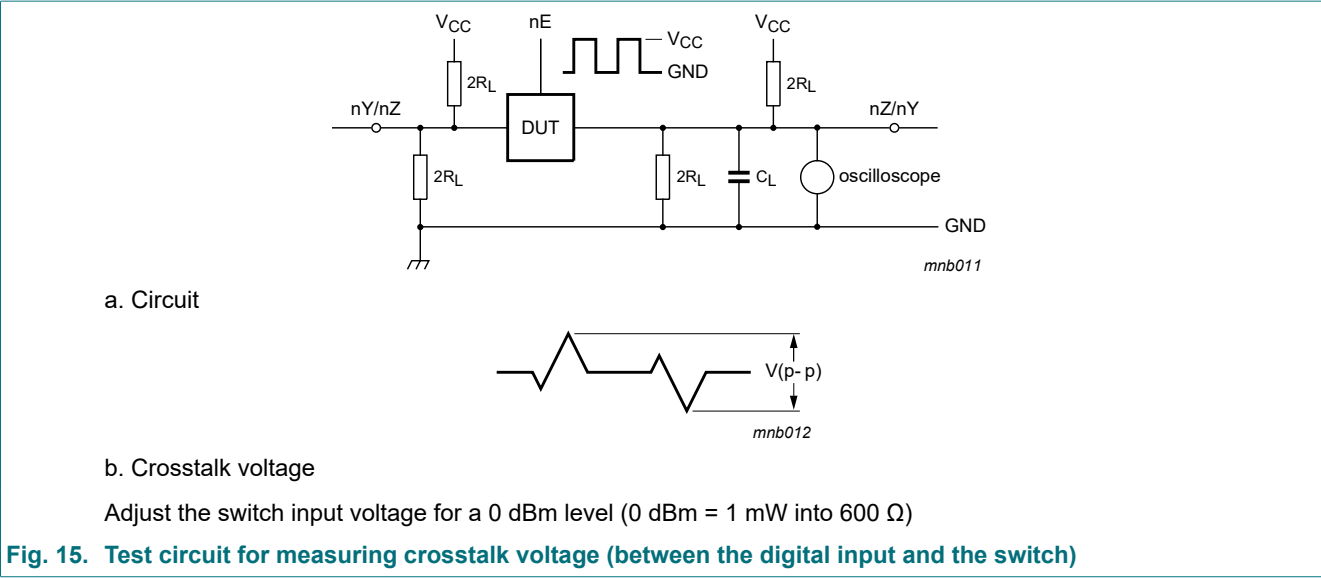 VCC nE VCC
VCC
GND
2RL 2RL
nY/nZ nZ/nY
DUT
2RL 2RL CL oscilloscope
GND
mnb011
a. Circuit
V(p-p)
mnb012
b. Crosstalk voltage
Adjust the switch input voltage for a 0 dBm level (0 dBm = 1 mW into 600 Ω)
Fig. 15. Test circuit for measuring crosstalk voltage (between the digital input and the switch)